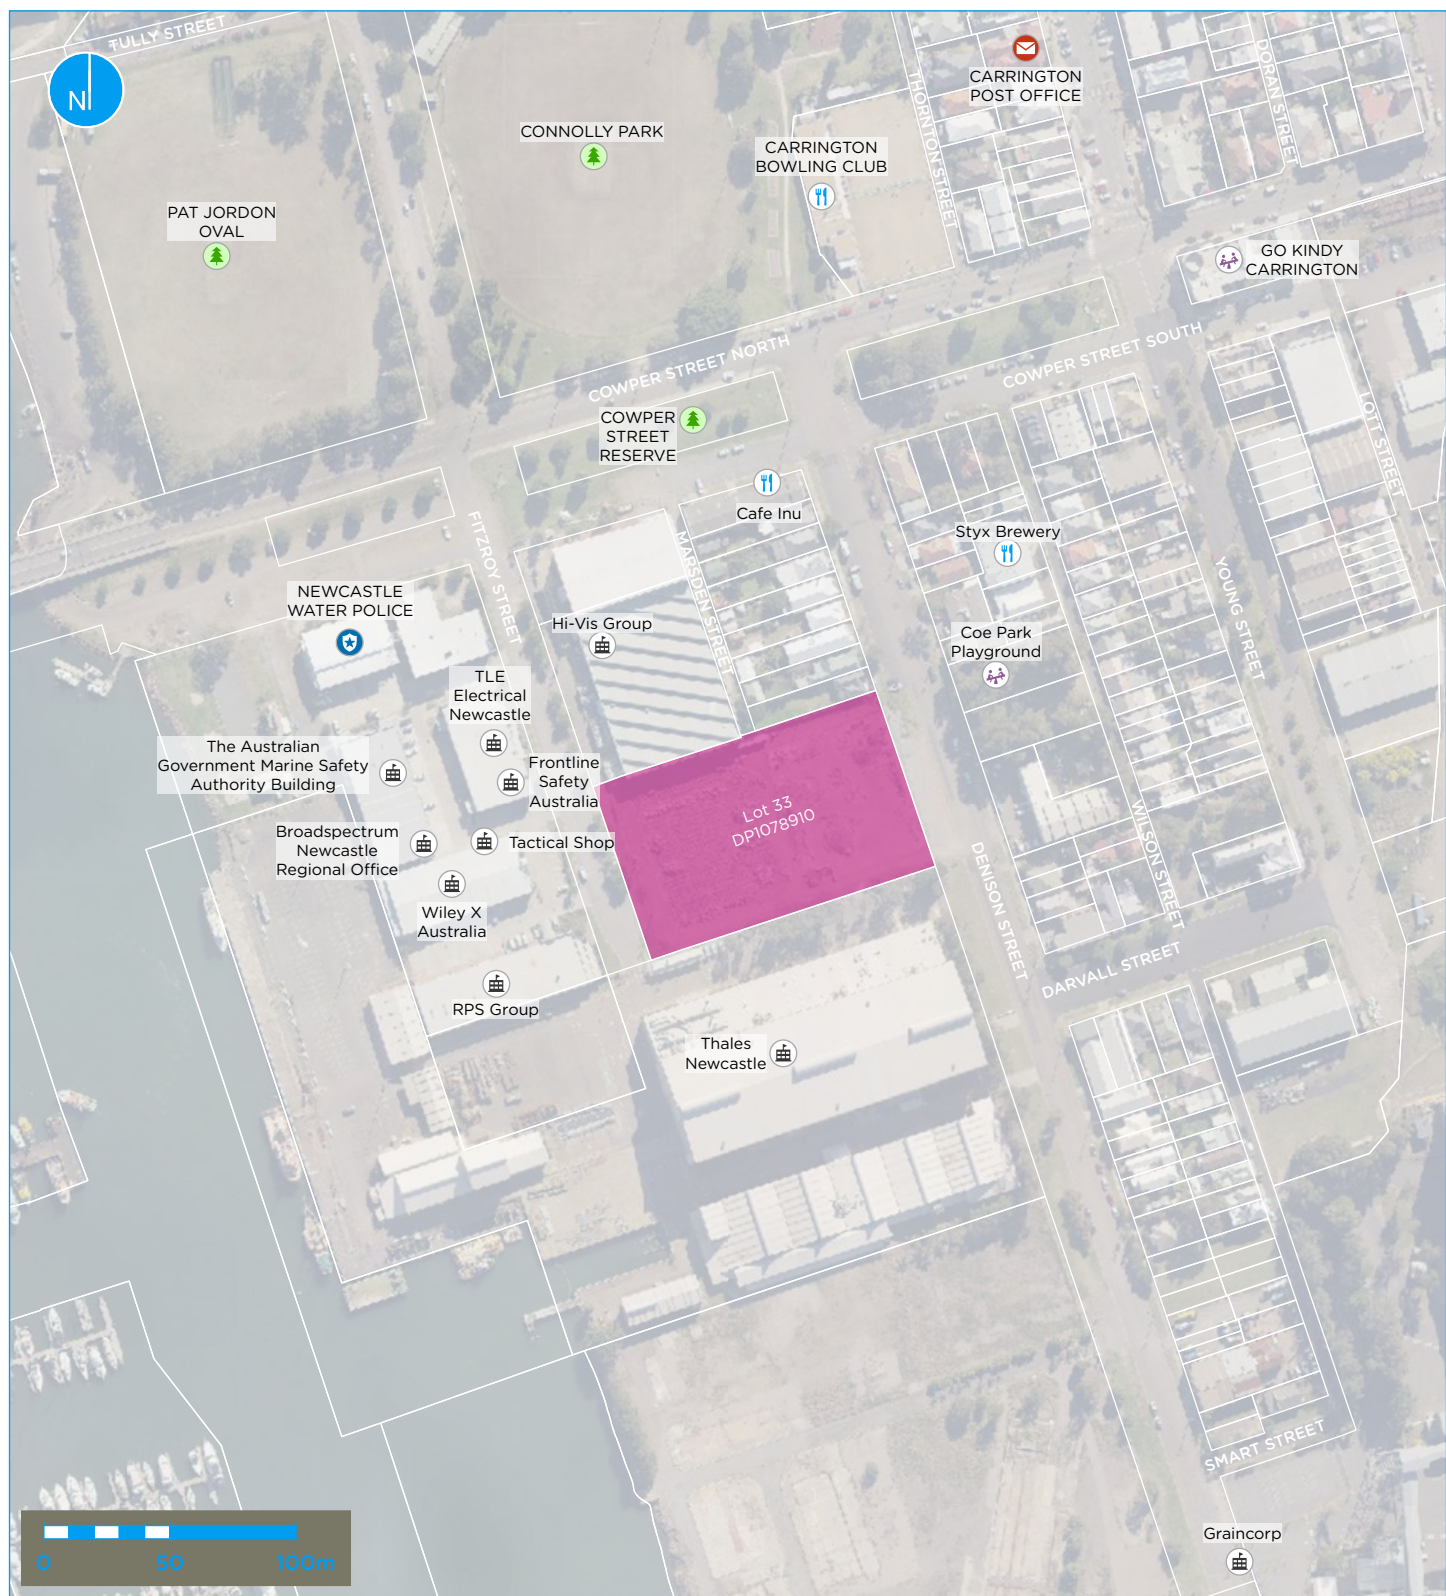 TULLY STREET
N
CARRINGTON
POST OFFICE
DORAN STREET
THORNTON STREET
CONNOLLY PARK
CARRINGTON
BOWLING CLUB
PAT JORDON
OVAL
GO KINDY
CARRINGTON
COWPER STREET NORTH
COWPER STREET SOUTH
COWPER
STREET
RESERVE
LOTT STREET
Cafe Inu
FITZROY STREET
MARSDEN STREET
Styx Brewery
YOUNG STREET
NEWCASTLE
WATER POLICE
Hi-Vis Group
Coe Park
Playground
TLE
Electrical
Newcastle
The Australian
Government Marine Safety
Authority Building
Frontline
Safety
Australia
Lot 33
DP1078910
WILSON STREET
Broadspectrum
Newcastle
Regional Office
Tactical Shop
DENISON STREET
Wiley X
Australia
DARVALL STREET
RPS Group
Thales
Newcastle
SMART STREET
Graincorp
0 50 100m